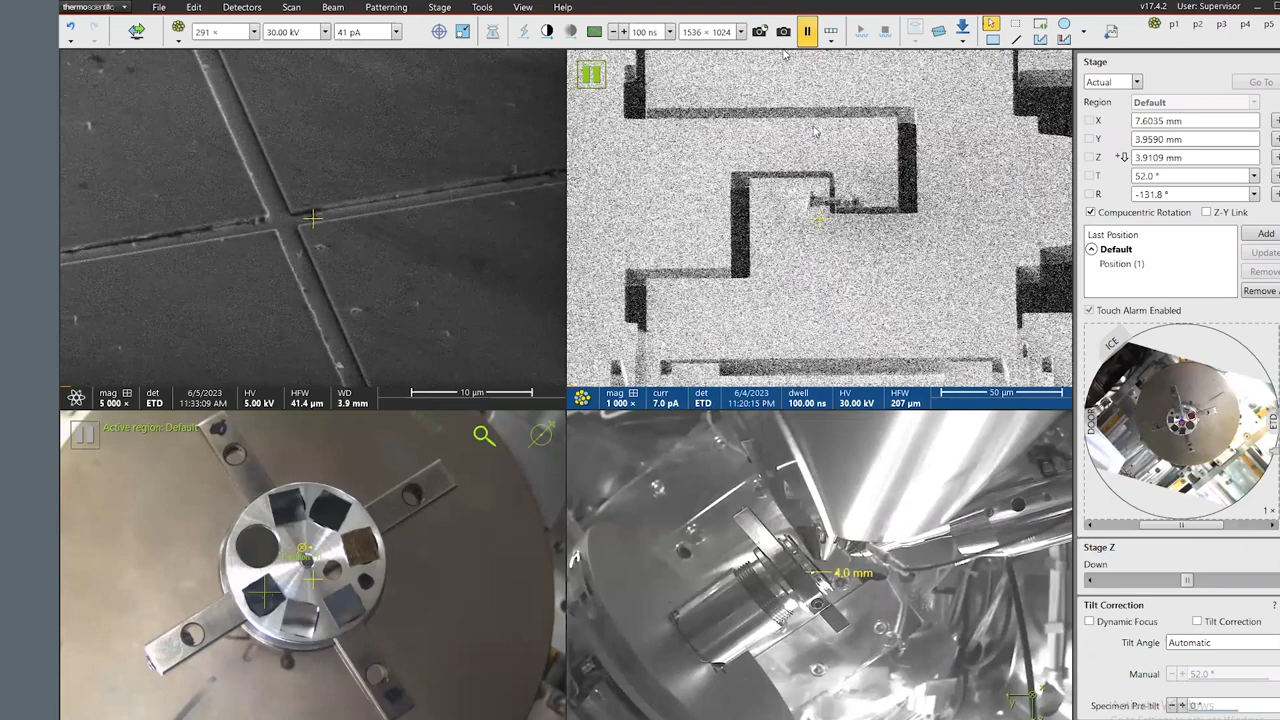 thermoscientific
File Edit Detectors Scan Beam Patterning Stage Tools View Help
v17.4.2 User: Supervisor
291 × 30.00 kV 41 pA 100 ns 1536 × 1024 p1 p2 p3 p4 p5
Stage
Actual Go To
Region Default
X 7.6035 mm
Y 3.9590 mm
Z 3.9109 mm
T 52.0 °
R -131.8 °
Compucentric Rotation Z-Y Link
Last Position Add
Default Update
Position (1) Remove
Remove A
Touch Alarm Enabled
ICE
DOOR
1 ×
Stage Z
Down
Tilt Correction ?
Dynamic Focus Tilt Correction
Tilt Angle Automatic
Manual 52.0 °
Specimen Pre-tilt 0 °
mag det 6/5/2023 HV HFW WD 10 µm
5 000 × ETD 11:33:09 AM 5.00 kV 41.4 µm 3.9 mm
mag curr det 6/4/2023 dwell HV HFW 50 µm
1 000 × 7.0 pA ETD 11:20:15 PM 100.00 ns 30.00 kV 207 µm
Active region: Default
4.0 mm